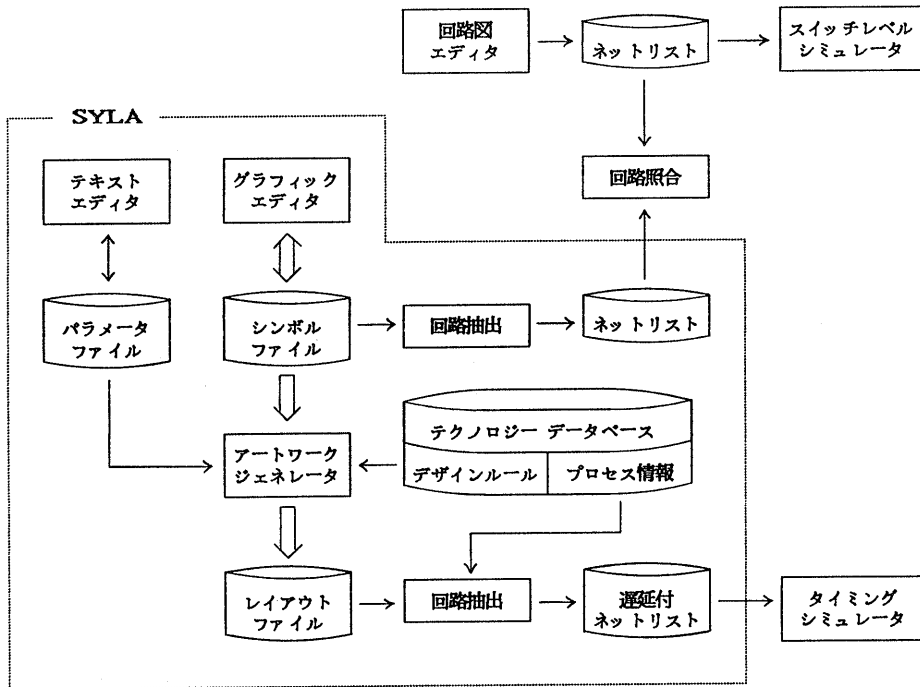 回路図
エディタ
ネットリスト
スイッチレベル
シミュレータ
SYLA
回路照合
テキスト
エディタ
グラフィック
エディタ
パラメータ
ファイル
シンボル
ファイル
回路抽出
ネットリスト
テクノロジー データベース
デザインルール
プロセス情報
アートワーク
ジェネレータ
レイアウト
ファイル
回路抽出
遅延付
ネットリスト
タイミング
シミュレータ